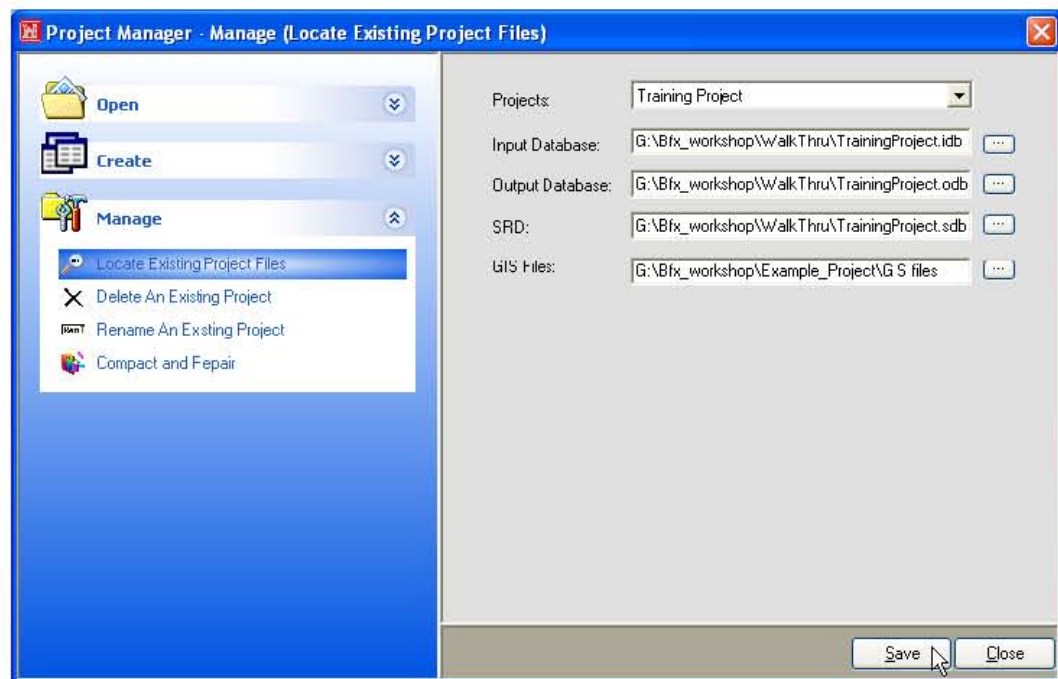 Project Manager - Manage (Locate Existing Project Files)
Open
Create
Manage
Locate Existing Project Files
Delete An Existing Project
Rename An Exsting Project
Compact and Fepair
Projects:
Training Project
Input Database:
G:\Bfx_workshop\WalkThru\TrainingProject.idb
...
Output Database:
G:\Bfx_workshop\WalkThru\TrainingProject.odb
...
SRD:
G:\Bfx_workshop\WalkThru\TrainingProject.sdb
...
GIS Files:
G:\Bfx_workshop\Example_Project\G S files
...
Save
Close